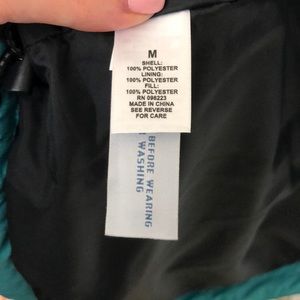 M
SHELL:
100% POLYESTER
LINING:
100% POLYESTER
FILL:
100% POLYESTER
RN 098223
MADE IN CHINA
SEE REVERSE
FOR CARE
BEFORE WEARING
WASHING